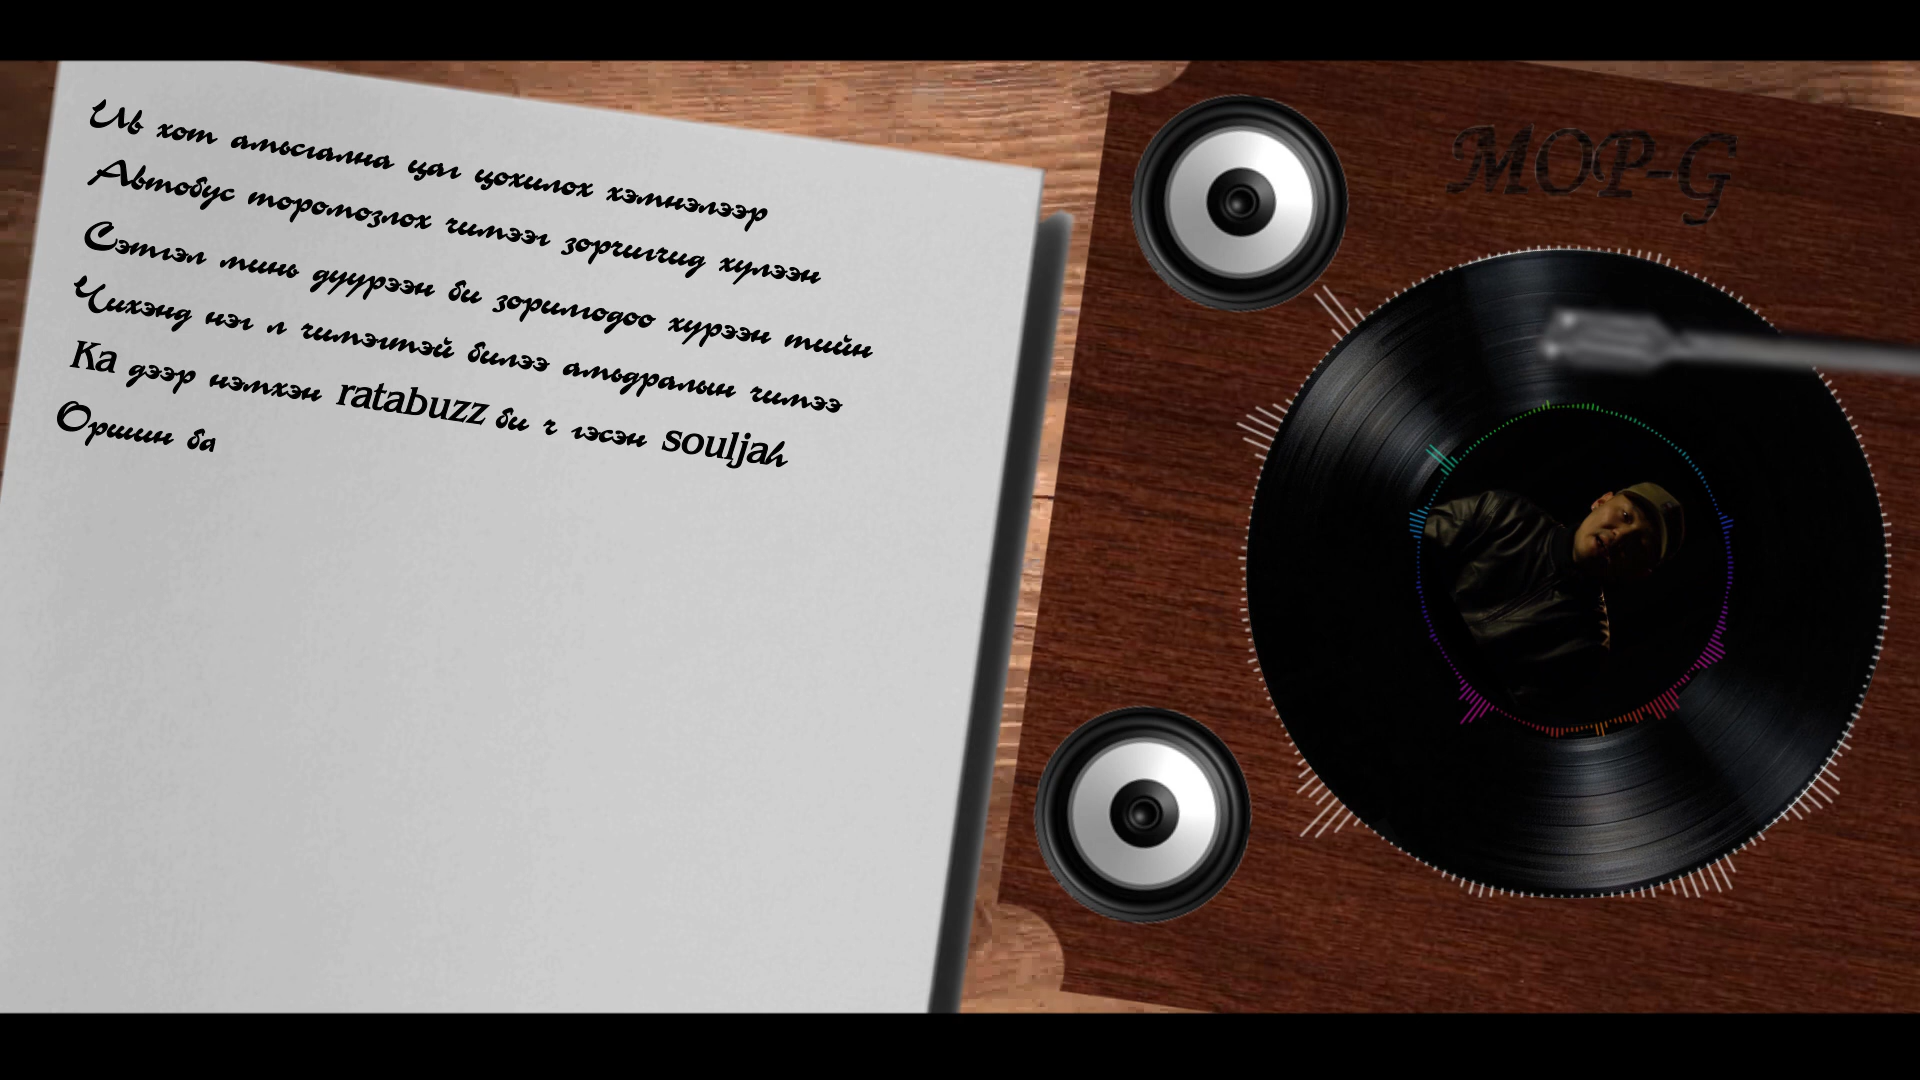 Ив хот амьсгална цаг цохилох хэмнэлээр
Автобус торомозлох чимээг зорчигчид хүлээн
Сэтгэл минь дүүрээн би зорилгодоо хүрээн тийн
Чихэнд нэг л чимэгтэй билээ амьдралын чимээ
Ка дээр нэмхэн ratabuzz би ч гэсэн souljah
Оршин ба
MOP-G